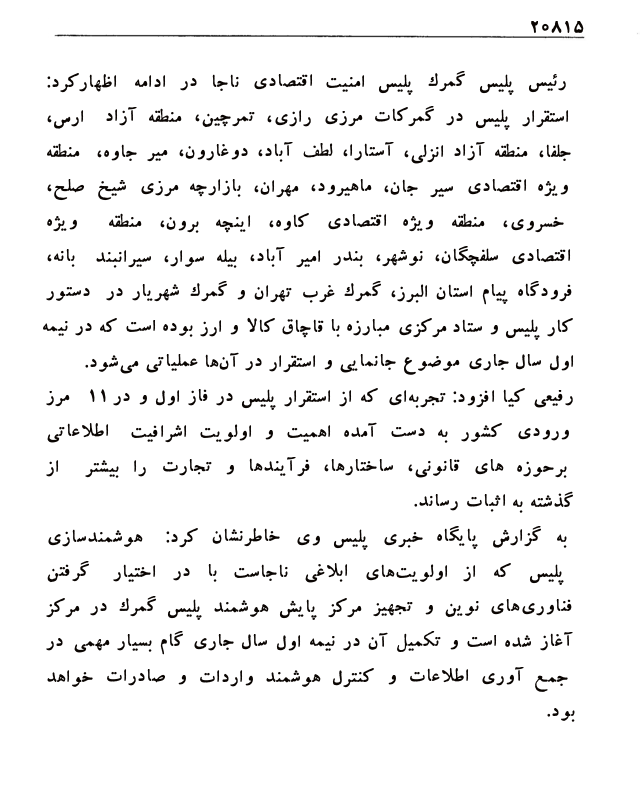 ۲۰۸۱۵
رئیس پلیس گمرك پلیس امنیت اقتصادی ناجا در ادامه اظهارکرد:
استقرار پلیس در گمرکات مرزی رازی، تمرچین، منطقه آزاد ارس،
جلفا، منطقه آزاد انزلی، آستارا، لطف آباد، دوغارون، میر جاوه، منطقه
ویژه اقتصادی سیر جان، ماهیرود، مهران، بازارچه مرزی شیخ صلح،
خسروی، منطقه ویژه اقتصادی کاوه، اینچه برون، منطقه ویژه
اقتصادی سلفچگان، نوشهر، بندر امیر آباد، بیله سوار، سیرانبند بانه،
فرودگاه پیام استان البرز، گمرك غرب تهران و گمرك شهریار در دستور
کار پلیس و ستاد مرکزی مبارزه با قاچاق کالا و ارز بوده است که در نیمه
اول سال جاری موضوع جانمایی و استقرار در آن‌ها عملیاتی می‌شود.
رفیعی کیا افزود: تجربه‌ای که از استقرار پلیس در فاز اول و در ۱۱ مرز
ورودی کشور به دست آمده اهمیت و اولویت اشرافیت اطلاعاتی
برحوزه های قانونی، ساختارها، فرآیندها و تجارت را بیشتر از
گذشته به اثبات رساند.
به گزارش پایگاه خبری پلیس وی خاطرنشان کرد: هوشمندسازی
پلیس که از اولویت‌های ابلاغی ناجاست با در اختیار گرفتن
فناوری‌های نوین و تجهیز مرکز پایش هوشمند پلیس گمرك در مرکز
آغاز شده است و تکمیل آن در نیمه اول سال جاری گام بسیار مهمی در
جمع آوری اطلاعات و کنترل هوشمند واردات و صادرات خواهد
بود.